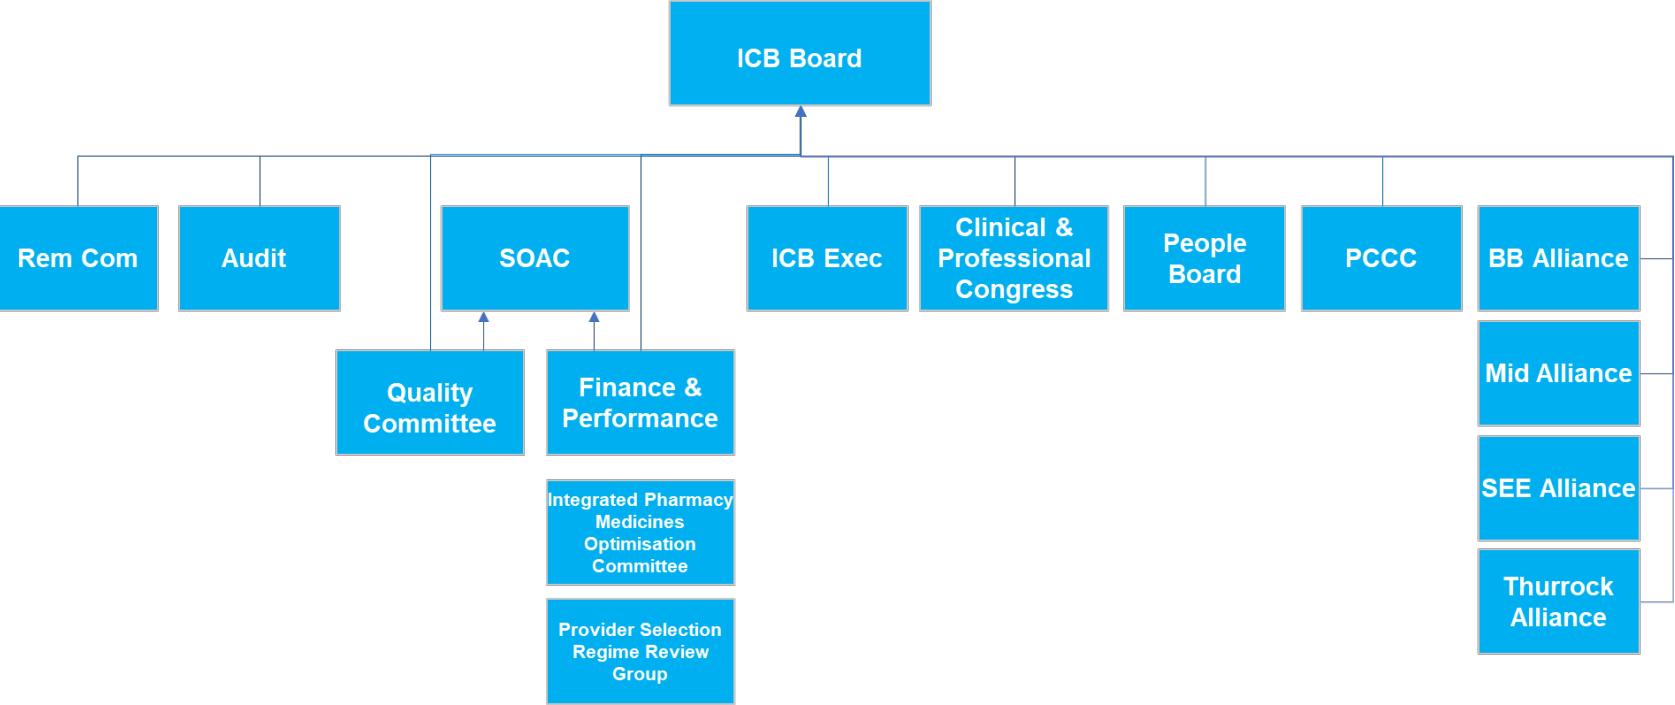 ICB Board
Rem Com
Audit
SOAC
ICB Exec
Clinical &
Professional
Congress
People
Board
PCCC
BB Alliance
Quality
Committee
Finance &
Performance
Mid Alliance
Integrated Pharmacy
Medicines
Optimisation
Committee
SEE Alliance
Provider Selection
Regime Review
Group
Thurrock
Alliance